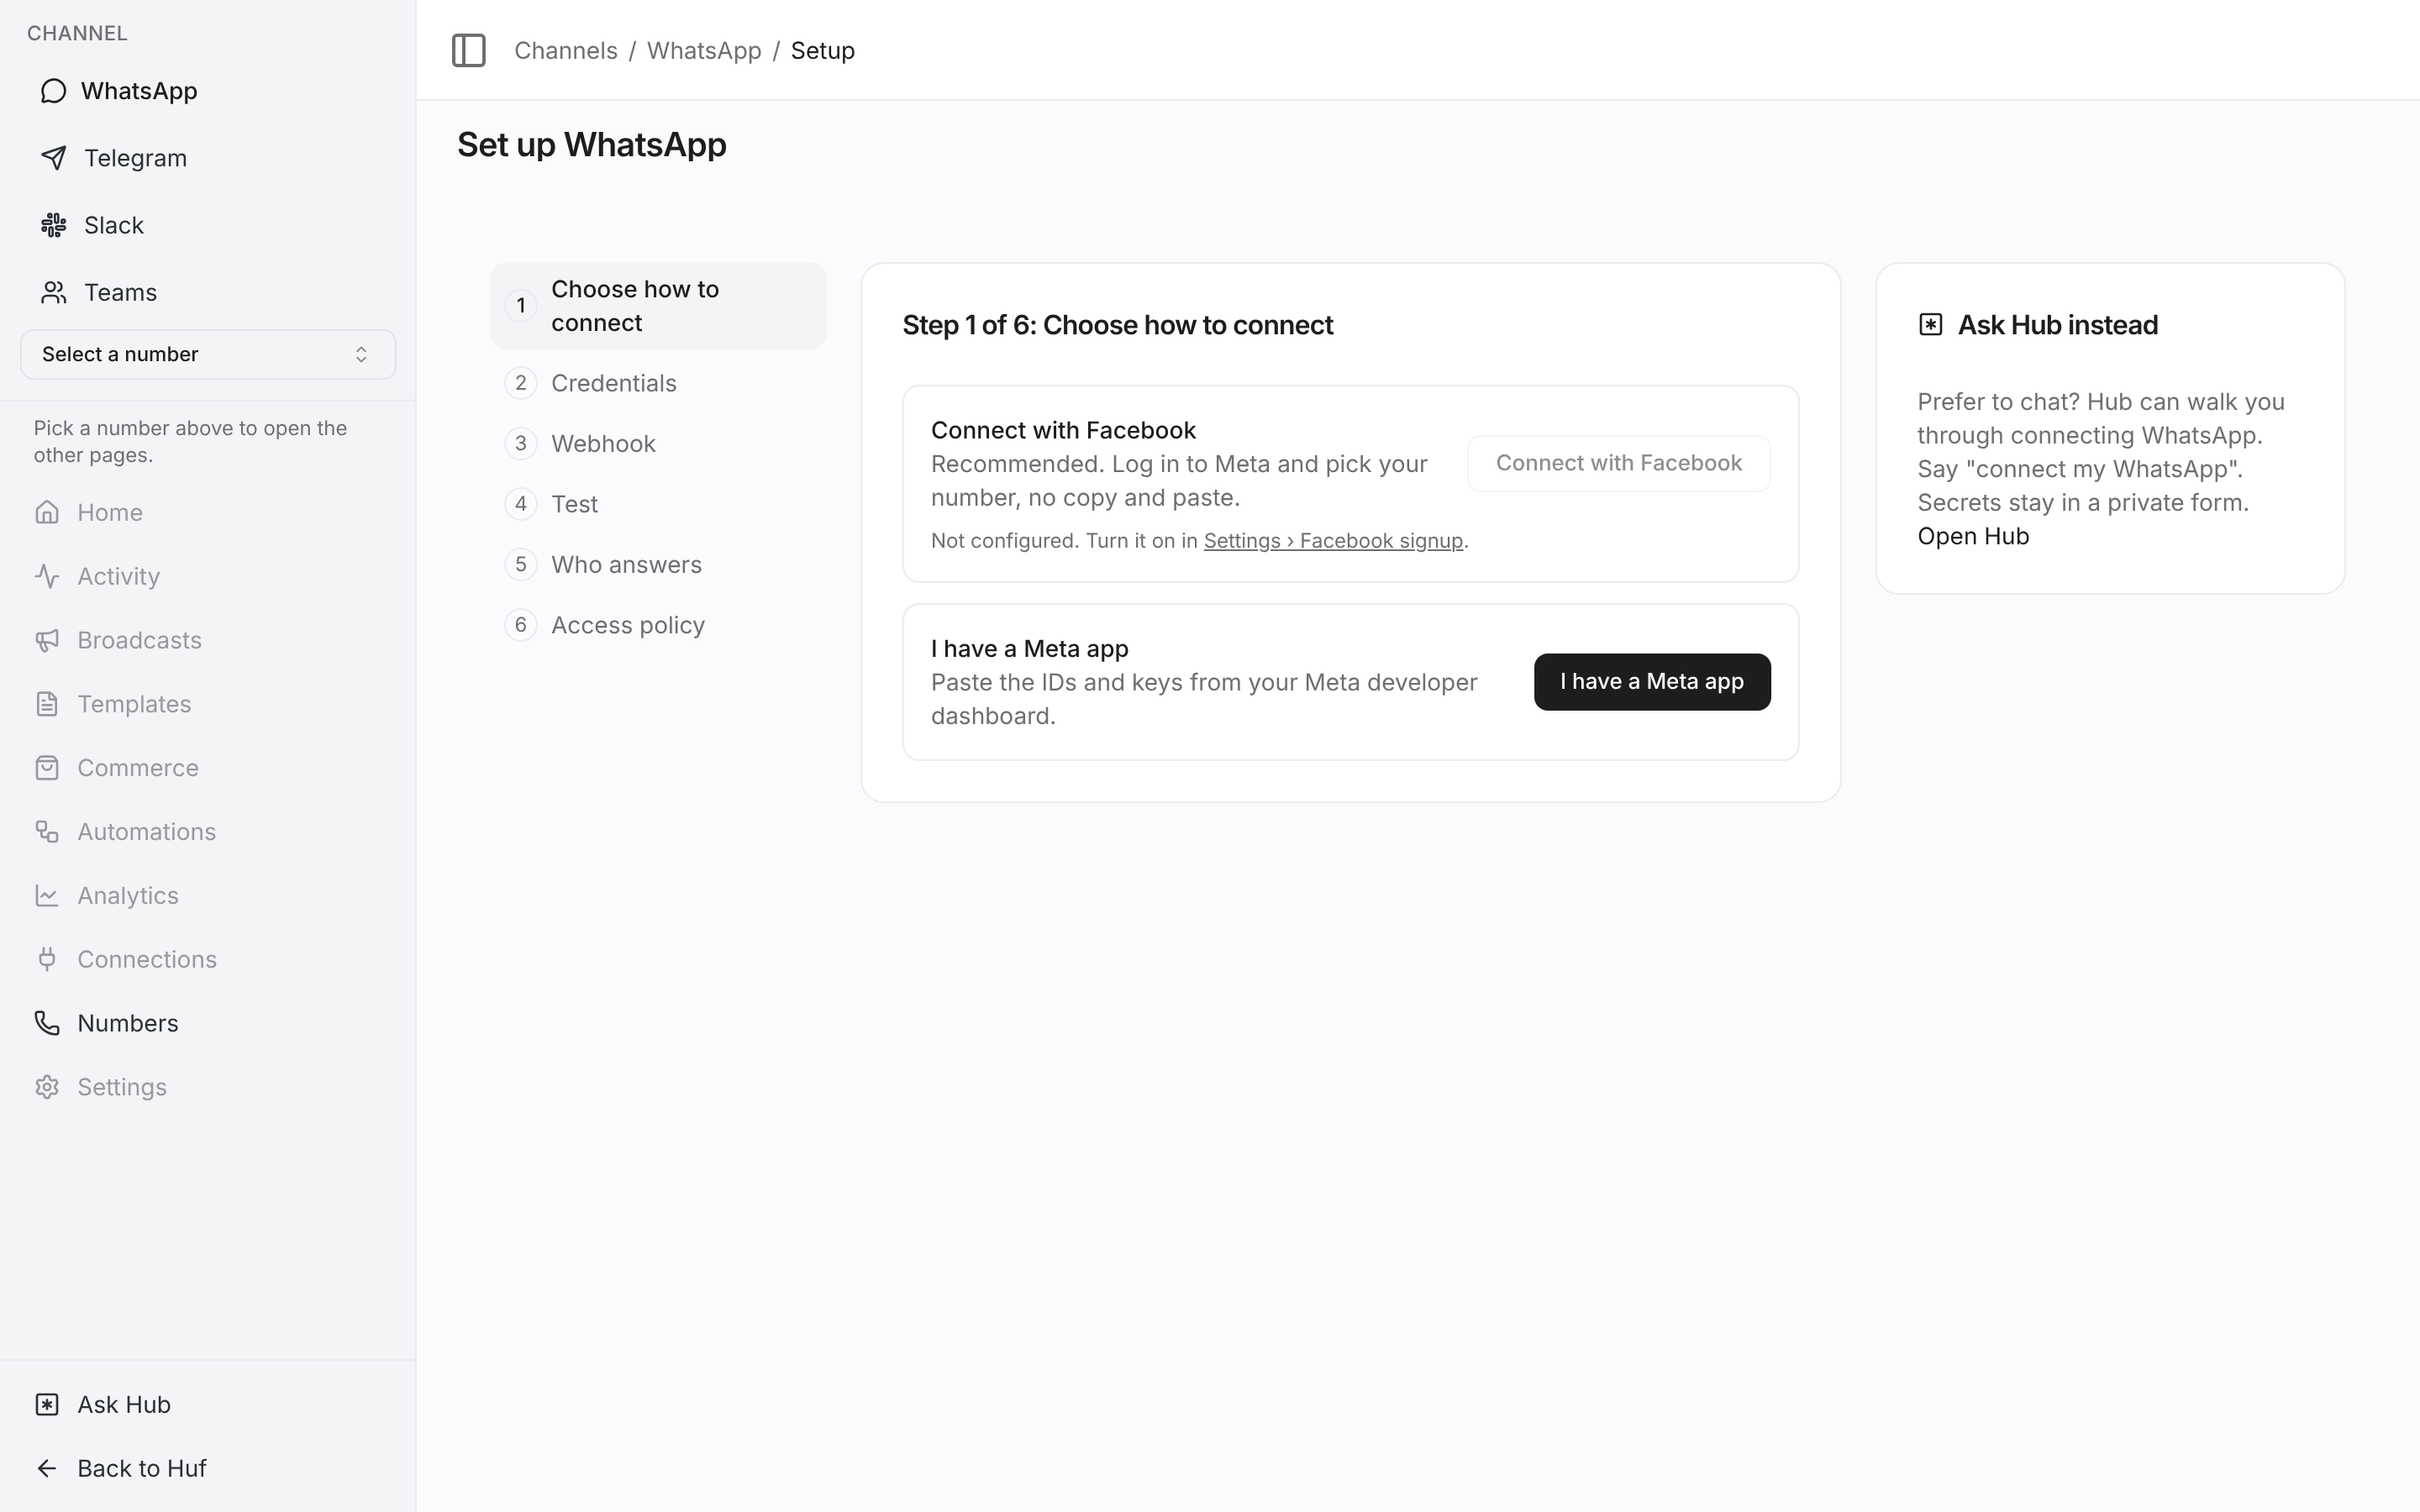 CHANNEL
WhatsApp
Telegram
Slack
Teams
Select a number
Pick a number above to open the
other pages.
Home
Activity
Broadcasts
Templates
Commerce
Automations
Analytics
Connections
Numbers
Settings
Ask Hub
Back to Huf
Channels / WhatsApp / Setup
Set up WhatsApp
1 Choose how to
connect
2 Credentials
3 Webhook
4 Test
5 Who answers
6 Access policy
Step 1 of 6: Choose how to connect
Connect with Facebook
Recommended. Log in to Meta and pick your
number, no copy and paste.
Not configured. Turn it on in Settings › Facebook signup.
Connect with Facebook
I have a Meta app
Paste the IDs and keys from your Meta developer
dashboard.
I have a Meta app
Ask Hub instead
Prefer to chat? Hub can walk you
through connecting WhatsApp.
Say "connect my WhatsApp".
Secrets stay in a private form.
Open Hub